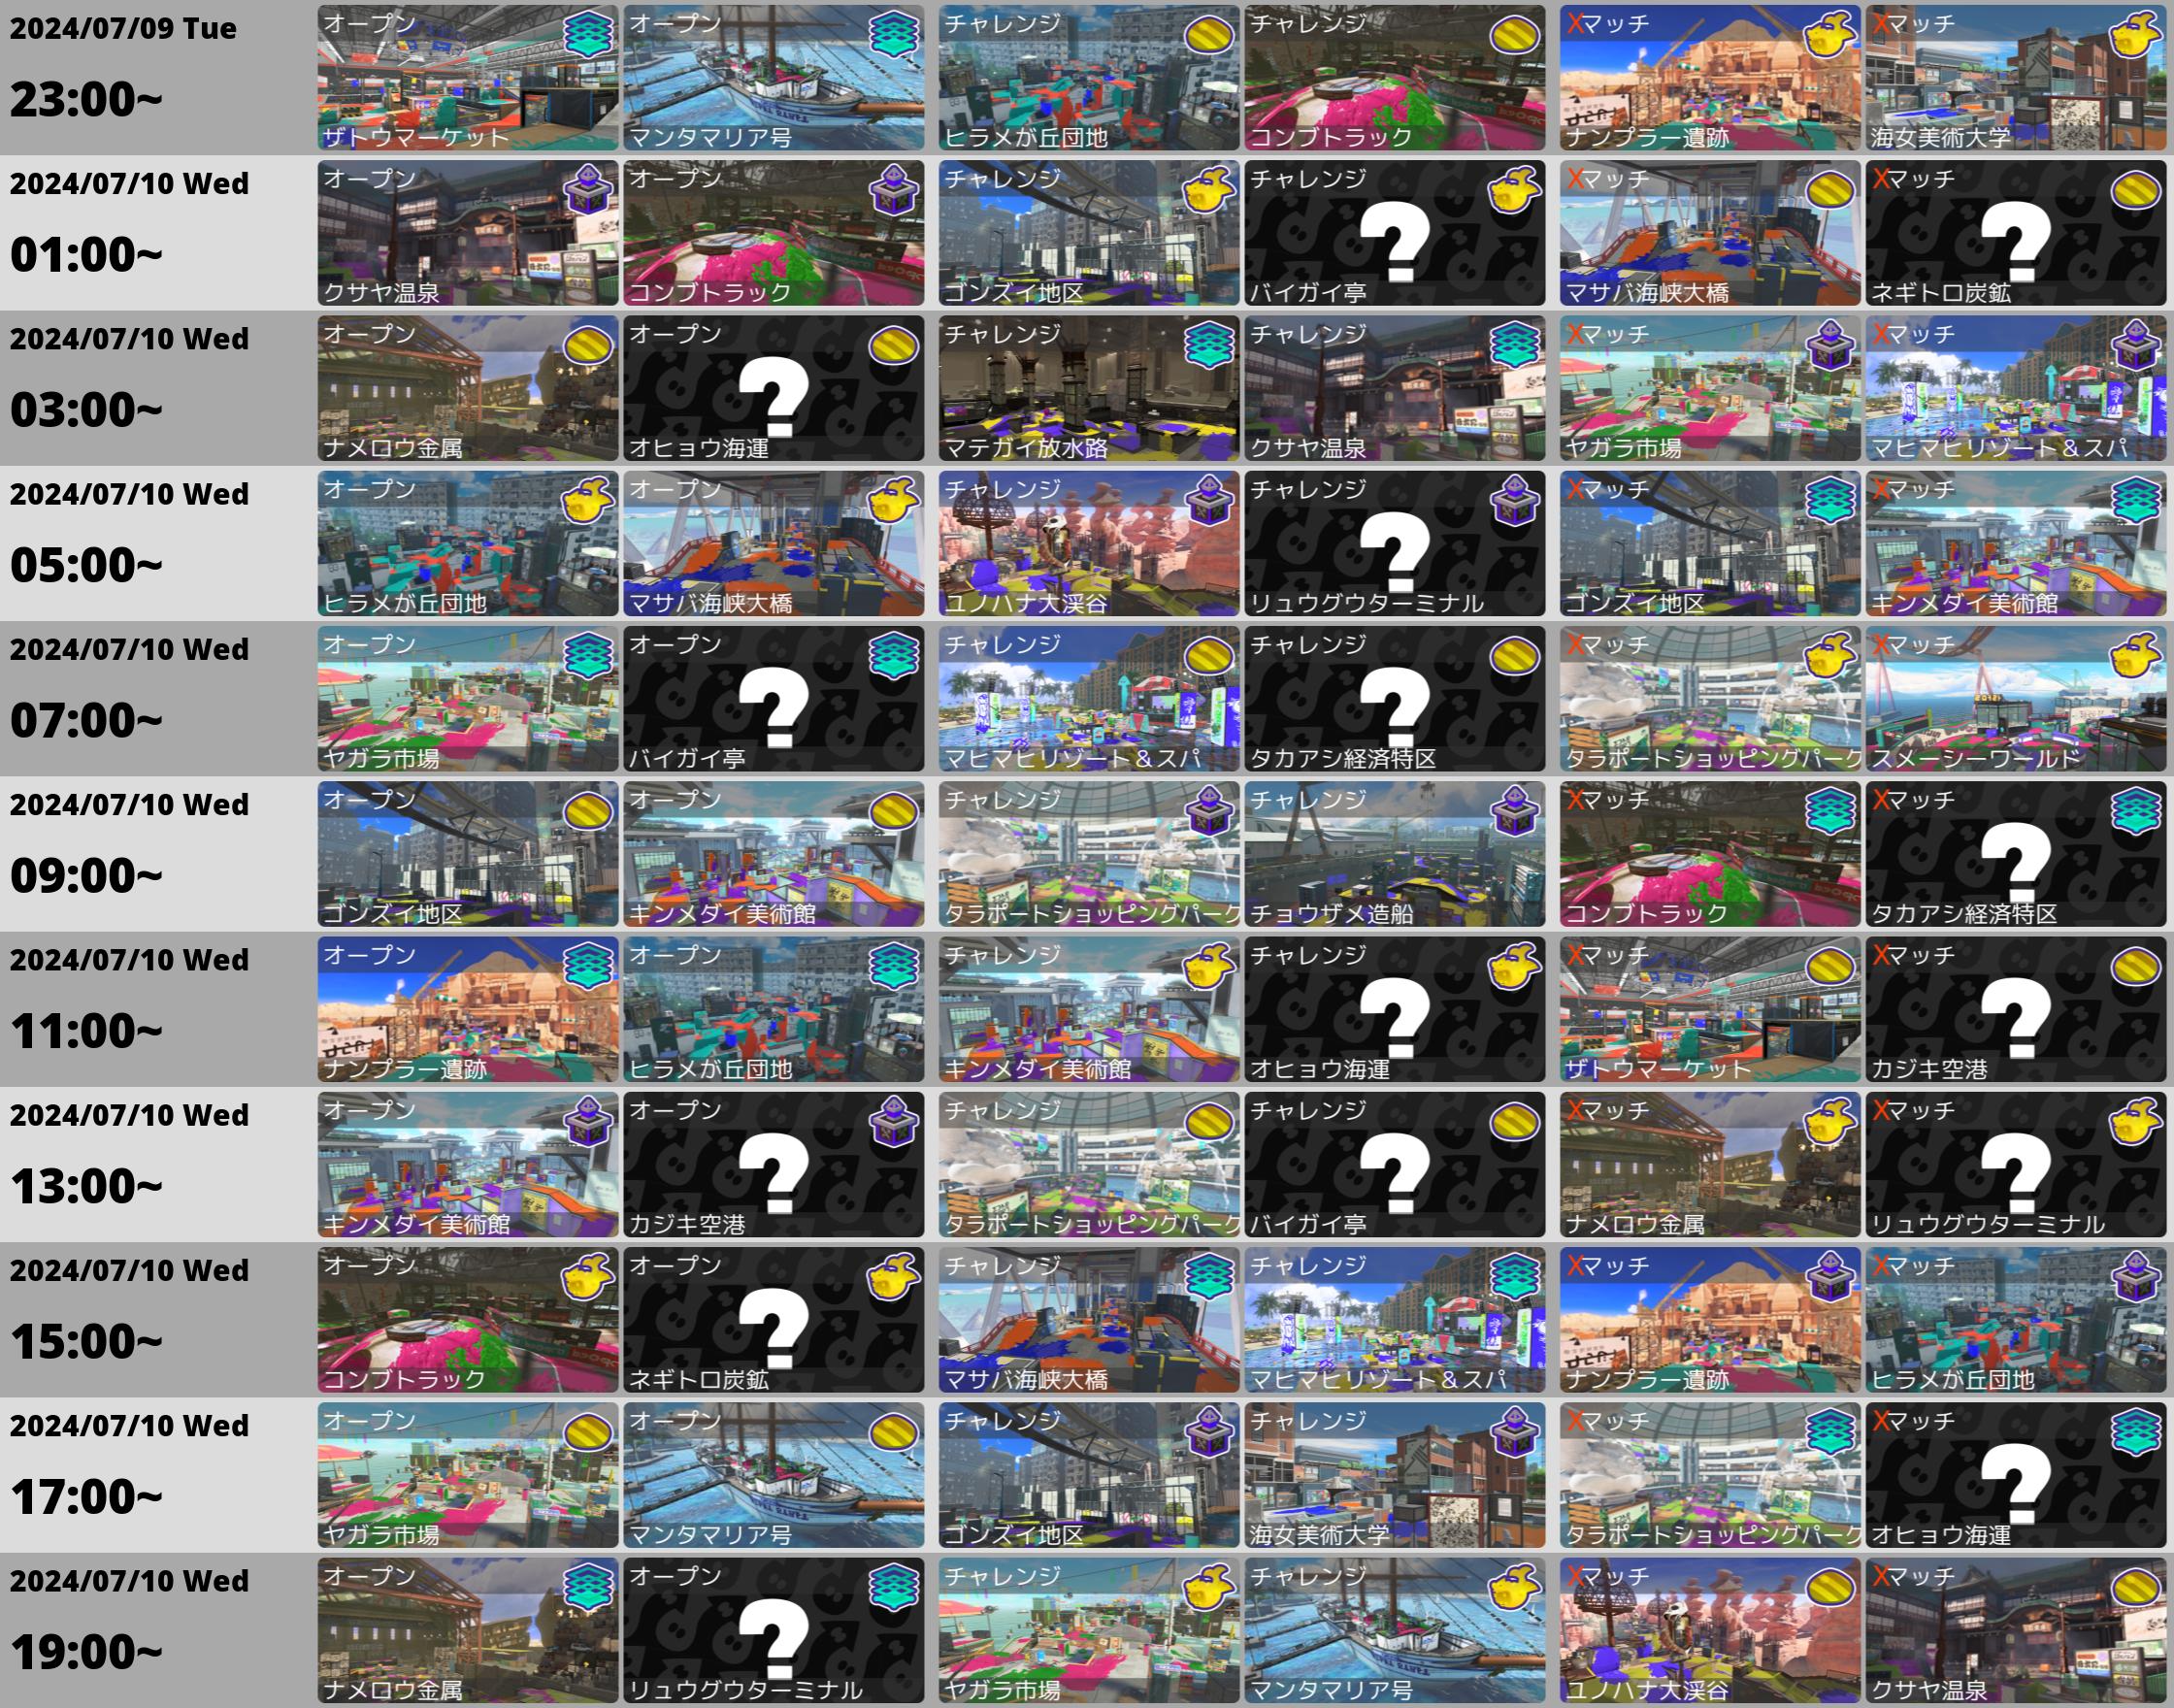 2024/07/09 Tue
23:00~
オープン
ザトウマーケット
オープン
マンタマリア号
チャレンジ
ヒラメが丘団地
チャレンジ
コンブトラック
Xマッチ
ナンプラー遺跡
Xマッチ
海女美術大学
2024/07/10 Wed
01:00~
オープン
クサヤ温泉
オープン
コンブトラック
チャレンジ
ゴンズイ地区
チャレンジ
?
バイガイ亭
Xマッチ
マサバ海峡大橋
Xマッチ
?
ネギトロ炭鉱
2024/07/10 Wed
03:00~
オープン
ナメロウ金属
オープン
?
オヒョウ海運
チャレンジ
マテガイ放水路
チャレンジ
クサヤ温泉
Xマッチ
ヤガラ市場
Xマッチ
マヒマヒリゾート&スパ
2024/07/10 Wed
05:00~
オープン
ヒラメが丘団地
オープン
マサバ海峡大橋
チャレンジ
ユノハナ大渓谷
チャレンジ
?
リュウグウターミナル
Xマッチ
ゴンズイ地区
Xマッチ
キンメダイ美術館
2024/07/10 Wed
07:00~
オープン
ヤガラ市場
オープン
?
バイガイ亭
チャレンジ
マヒマヒリゾート&スパ
チャレンジ
?
タカアシ経済特区
Xマッチ
タラポートショッピングパーク
Xマッチ
スメーシーワールド
2024/07/10 Wed
09:00~
オープン
ゴンズイ地区
オープン
キンメダイ美術館
チャレンジ
タラポートショッピングパーク
チャレンジ
チョウザメ造船
Xマッチ
コンブトラック
Xマッチ
?
タカアシ経済特区
2024/07/10 Wed
11:00~
オープン
ナンプラー遺跡
オープン
ヒラメが丘団地
チャレンジ
キンメダイ美術館
チャレンジ
?
オヒョウ海運
Xマッチ
ザトウマーケット
Xマッチ
?
カジキ空港
2024/07/10 Wed
13:00~
オープン
キンメダイ美術館
オープン
?
カジキ空港
チャレンジ
タラポートショッピングパーク
チャレンジ
?
バイガイ亭
Xマッチ
ナメロウ金属
Xマッチ
?
リュウグウターミナル
2024/07/10 Wed
15:00~
オープン
コンブトラック
オープン
?
ネギトロ炭鉱
チャレンジ
マサバ海峡大橋
チャレンジ
マヒマヒリゾート&スパ
Xマッチ
ナンプラー遺跡
Xマッチ
ヒラメが丘団地
2024/07/10 Wed
17:00~
オープン
ヤガラ市場
オープン
マンタマリア号
チャレンジ
ゴンズイ地区
チャレンジ
海女美術大学
Xマッチ
タラポートショッピングパーク
Xマッチ
?
オヒョウ海運
2024/07/10 Wed
19:00~
オープン
ナメロウ金属
オープン
?
リュウグウターミナル
チャレンジ
ヤガラ市場
チャレンジ
マンタマリア号
Xマッチ
ユノハナ大渓谷
Xマッチ
クサヤ温泉